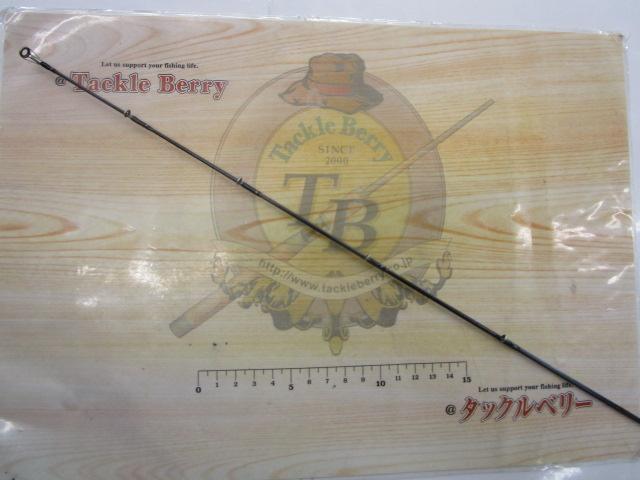 Let us support your fishing life.
@Tackle Berry
Tackle Berry
SINCE
2000
TB
http://www.tackleberry.co.jp
0 1 2 3 4 5 6 7 8 9 10 11 12 13 14 15
Let us support your fishing life.
@タックルベリー